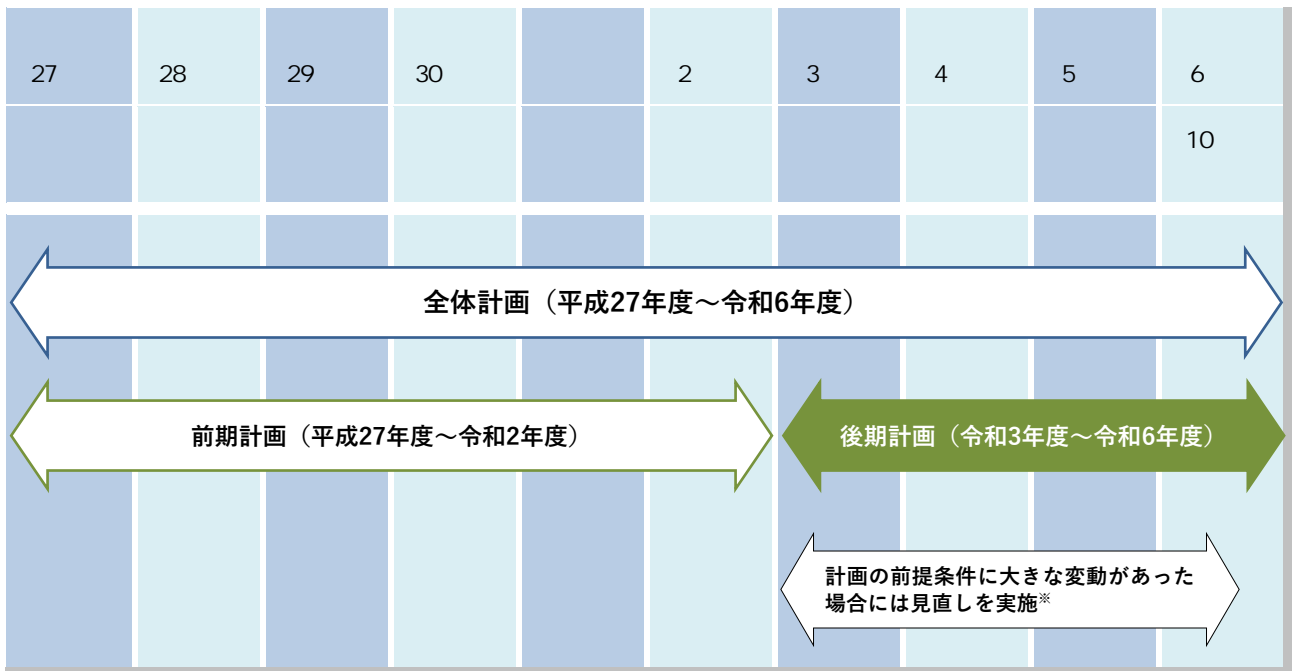 27 28 29 30 2 3 4 5 6
10
全体計画（平成27年度～令和6年度）
前期計画（平成27年度～令和2年度） 後期計画（令和3年度～令和6年度）
計画の前提条件に大きな変動があった
場合には見直しを実施※